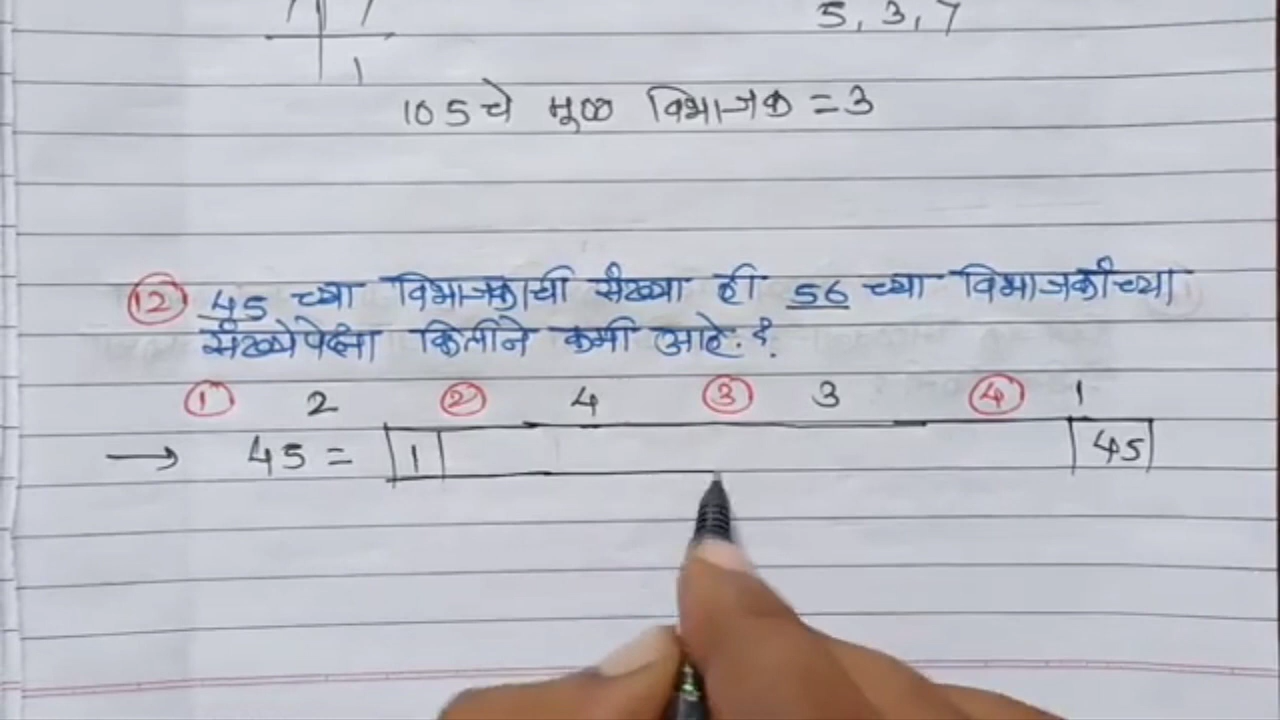 5, 3, 7
1
105 चे मूळ विभाजक = 3
12 45 च्या विभाजकाची संख्या ही 56 च्या विभाजकांच्या
संख्येपेक्षा कितीने कमी आहे.?
1 2 2 4 3 3 4 1
→ 45 = 1 45